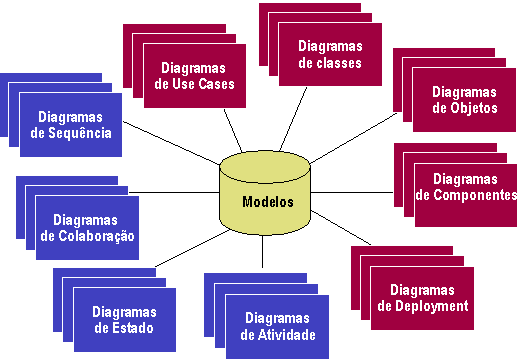 Diagramas
de Use Cases
Diagramas
de classes
Diagramas
de Objetos
Diagramas
de Sequência
Modelos
Diagramas
de Componentes
Diagramas
de Colaboração
Diagramas
de Deployment
Diagramas
de Estado
Diagramas
de Atividade